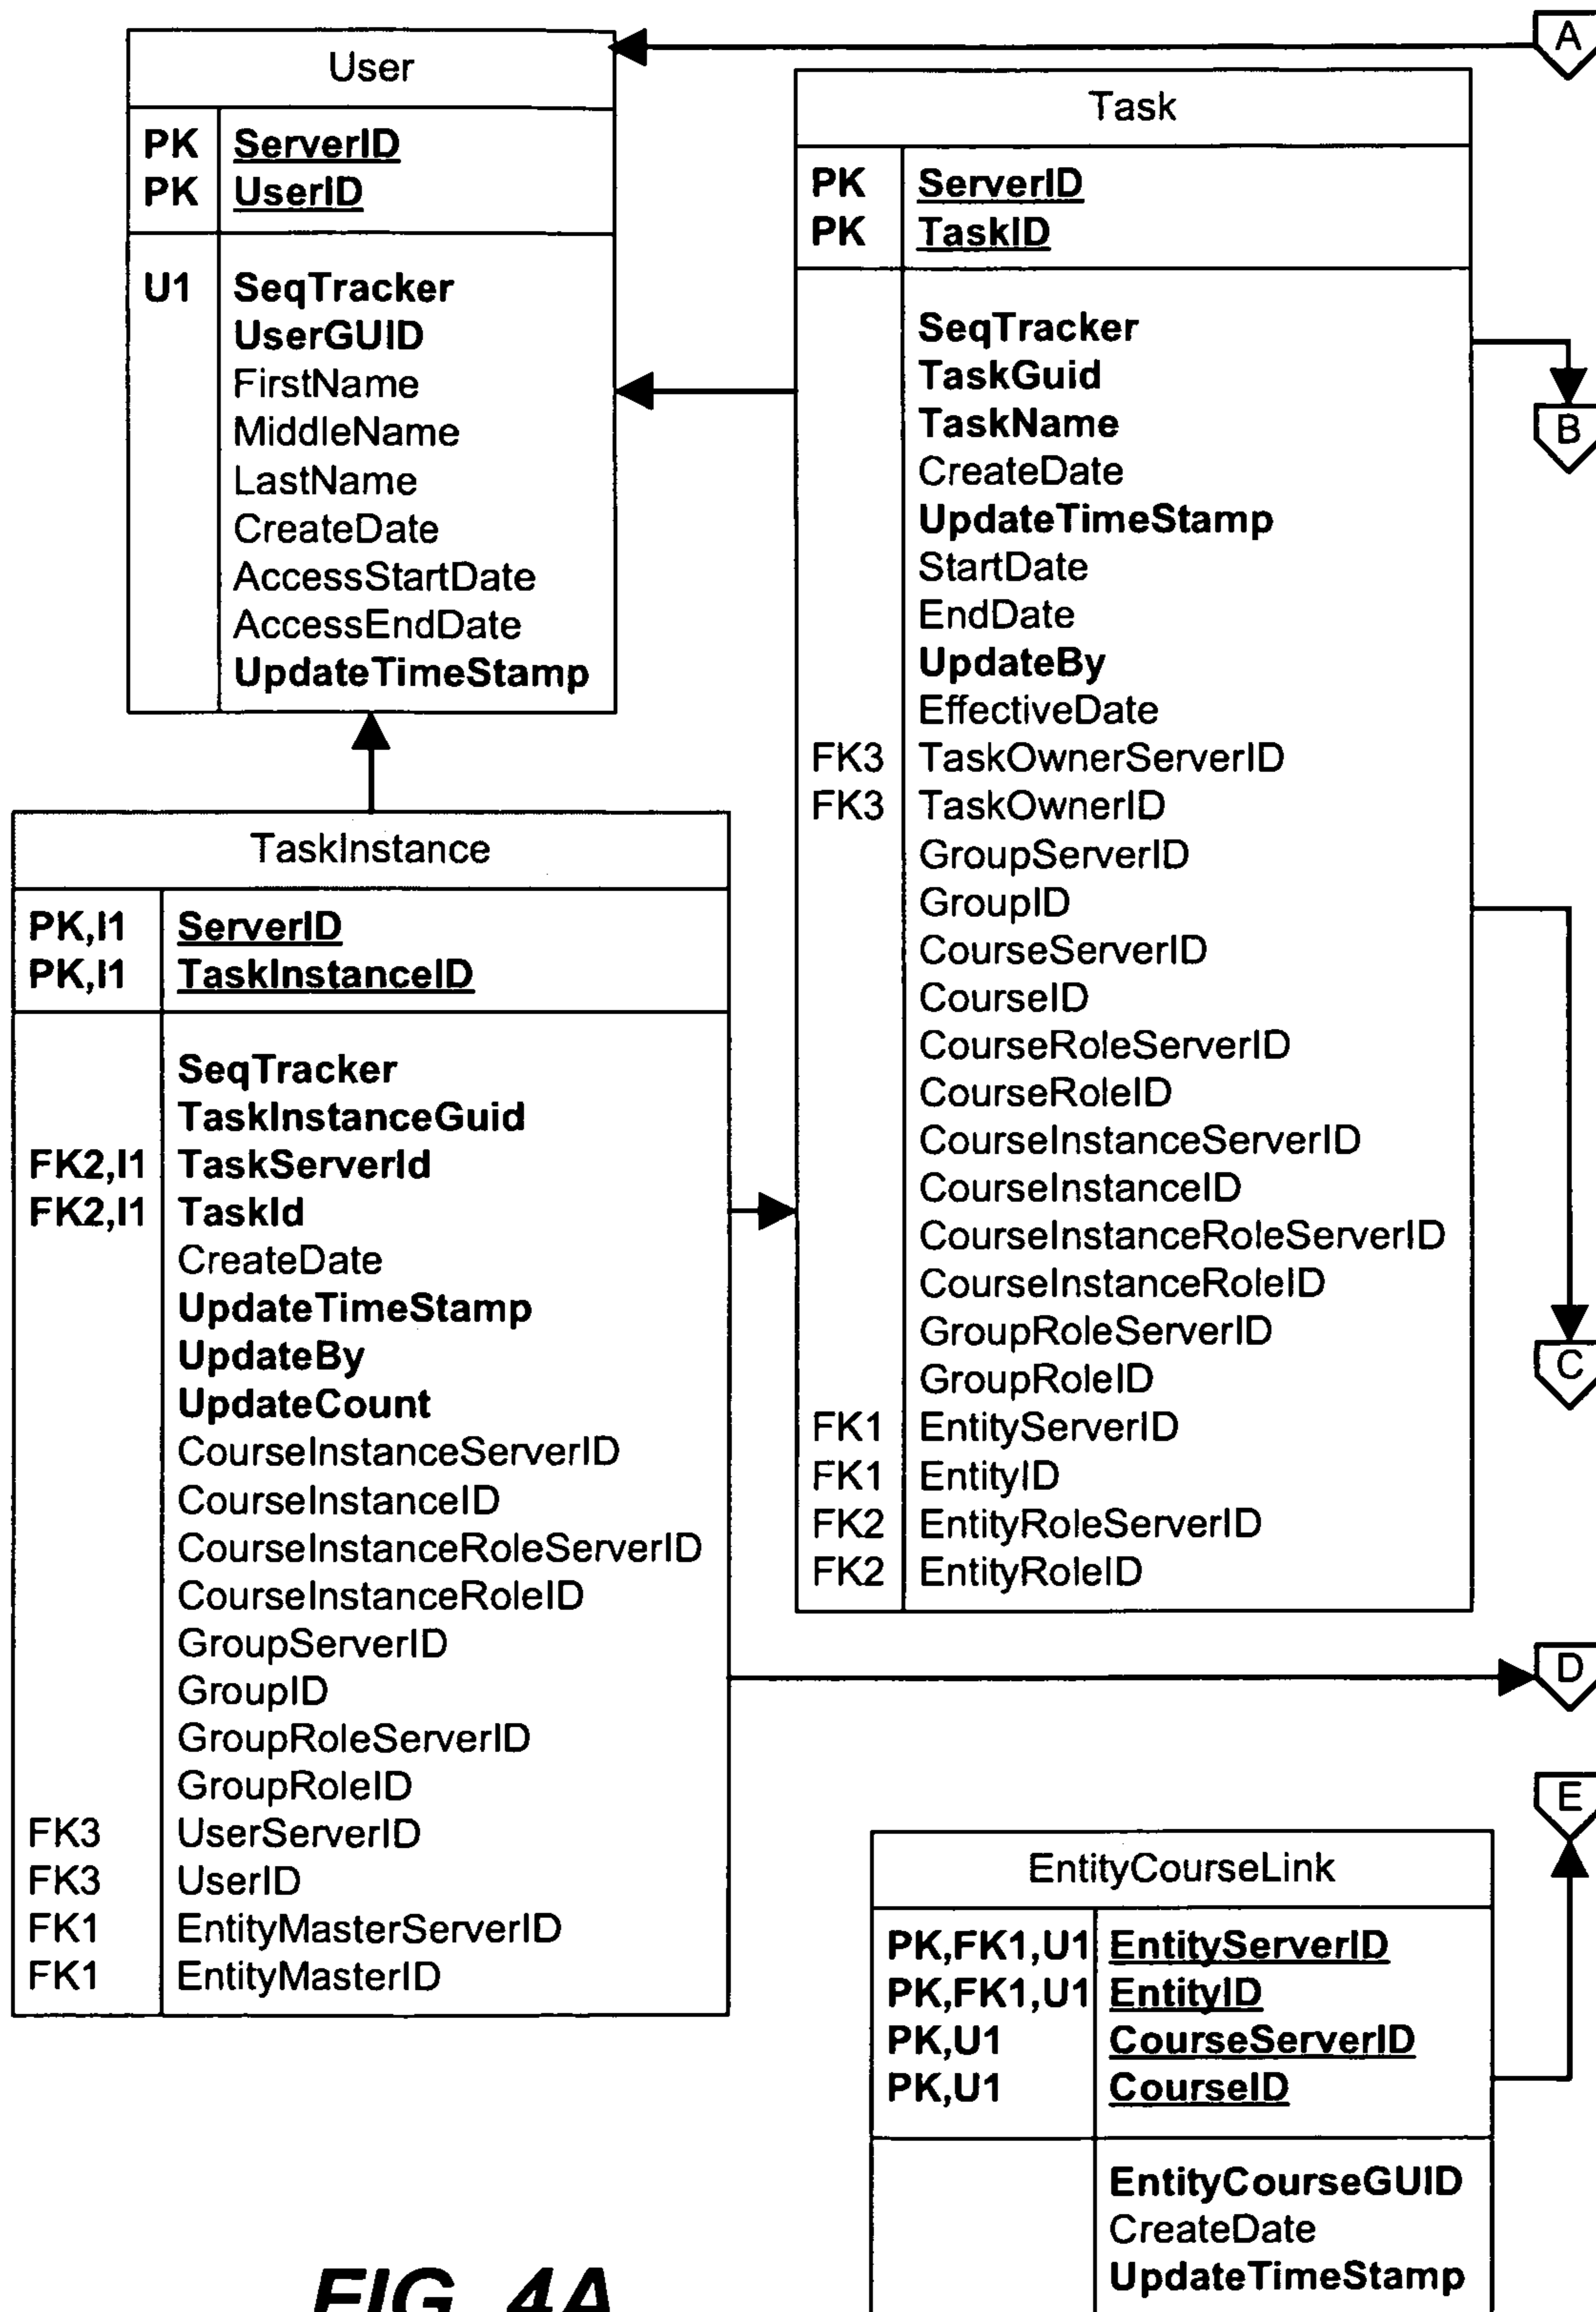 User
PK ServerID
PK UserID
U1 SeqTracker
UserGUID
FirstName
MiddleName
LastName
CreateDate
AccessStartDate
AccessEndDate
UpdateTimeStamp
A
Task
PK ServerID
PK TaskID
SeqTracker
TaskGuid
TaskName
CreateDate
UpdateTimeStamp
StartDate
EndDate
UpdateBy
EffectiveDate
FK3 TaskOwnerServerID
FK3 TaskOwnerID
GroupServerID
GroupID
CourseServerID
CourseID
CourseRoleServerID
CourseRoleID
CourseInstanceServerID
CourseInstanceID
CourseInstanceRoleServerID
CourseInstanceRoleID
GroupRoleServerID
GroupRoleID
FK1 EntityServerID
FK1 EntityID
FK2 EntityRoleServerID
FK2 EntityRoleID
B
C
TaskInstance
PK,I1 ServerID
PK,I1 TaskInstanceID
SeqTracker
TaskInstanceGuid
FK2,I1 TaskServerId
FK2,I1 TaskId
CreateDate
UpdateTimeStamp
UpdateBy
UpdateCount
CourseInstanceServerID
CourseInstanceID
CourseInstanceRoleServerID
CourseInstanceRoleID
GroupServerID
GroupID
GroupRoleServerID
GroupRoleID
FK3 UserServerID
FK3 UserID
FK1 EntityMasterServerID
FK1 EntityMasterID
D
E
EntityCourseLink
PK,FK1,U1 EntityServerID
PK,FK1,U1 EntityID
PK,U1 CourseServerID
PK,U1 CourseID
EntityCourseGUID
CreateDate
UpdateTimeStamp
FIG. 4A